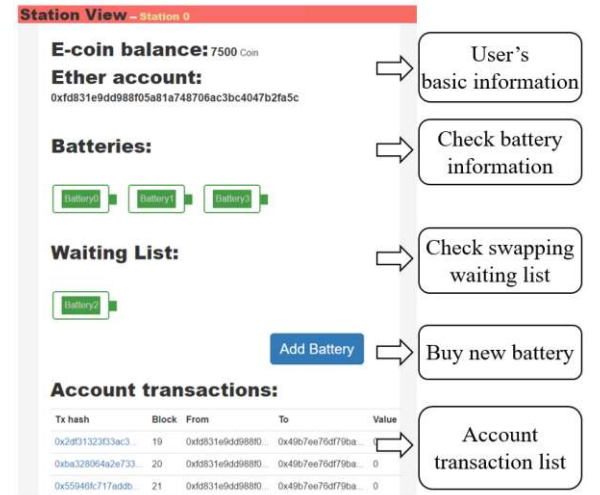 Station View – Station 0
E-coin balance: 7500 Coin
Ether account:
0xfd831e9dd988f05a81a748706ac3bc4047b2fa5c
Batteries:
Battery0 Battery1 Battery3
Waiting List:
Battery2
Add Battery
Account transactions:
Tx hash Block From To Value
0x2df31323f33ac3... 19 0xfd831e9dd988f0... 0x49b7ee76df79ba... 0
0xba328064a2e733... 20 0xfd831e9dd988f0... 0x49b7ee76df79ba... 0
0x55946fc717addb... 21 0xfd831e9dd988f0... 0x49b7ee76df79ba... 0
User's
basic information
Check battery
information
Check swapping
waiting list
Buy new battery
Account
transaction list